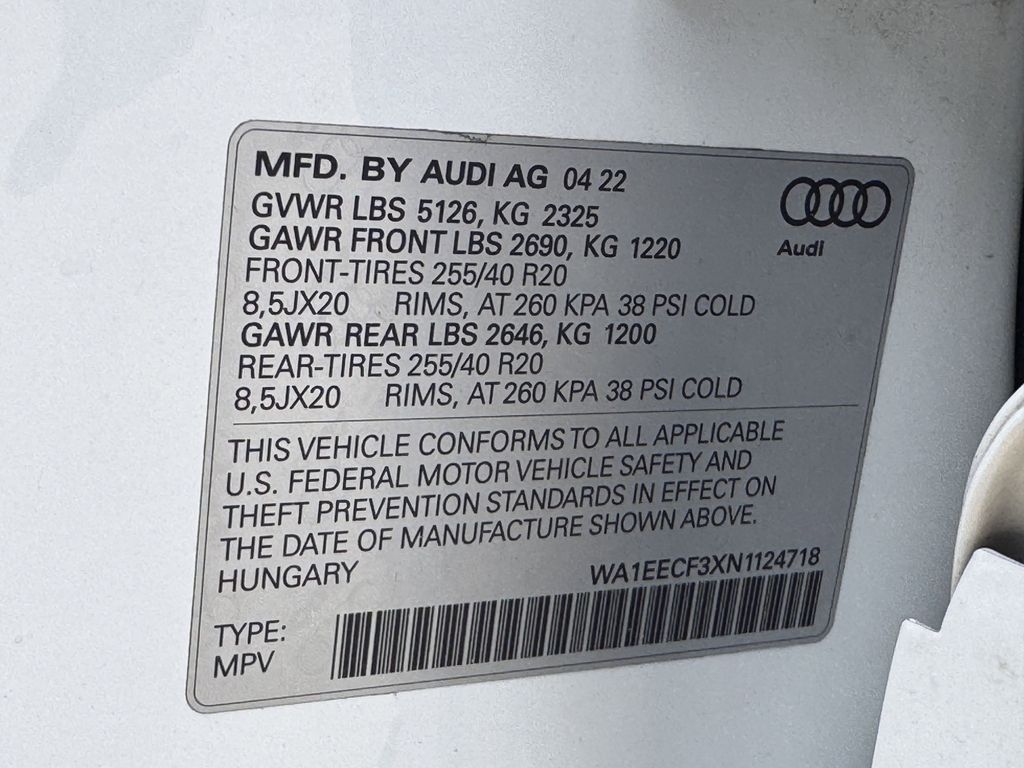 MFD. BY AUDI AG 04 22
GVWR LBS 5126, KG 2325
GAWR FRONT LBS 2690, KG 1220
FRONT-TIRES 255/40 R20
8,5JX20 RIMS, AT 260 KPA 38 PSI COLD
GAWR REAR LBS 2646, KG 1200
REAR-TIRES 255/40 R20
8,5JX20 RIMS, AT 260 KPA 38 PSI COLD
Audi
THIS VEHICLE CONFORMS TO ALL APPLICABLE
U.S. FEDERAL MOTOR VEHICLE SAFETY AND
THEFT PREVENTION STANDARDS IN EFFECT ON
THE DATE OF MANUFACTURE SHOWN ABOVE.
HUNGARY
WA1EECF3XN1124718
TYPE:
MPV